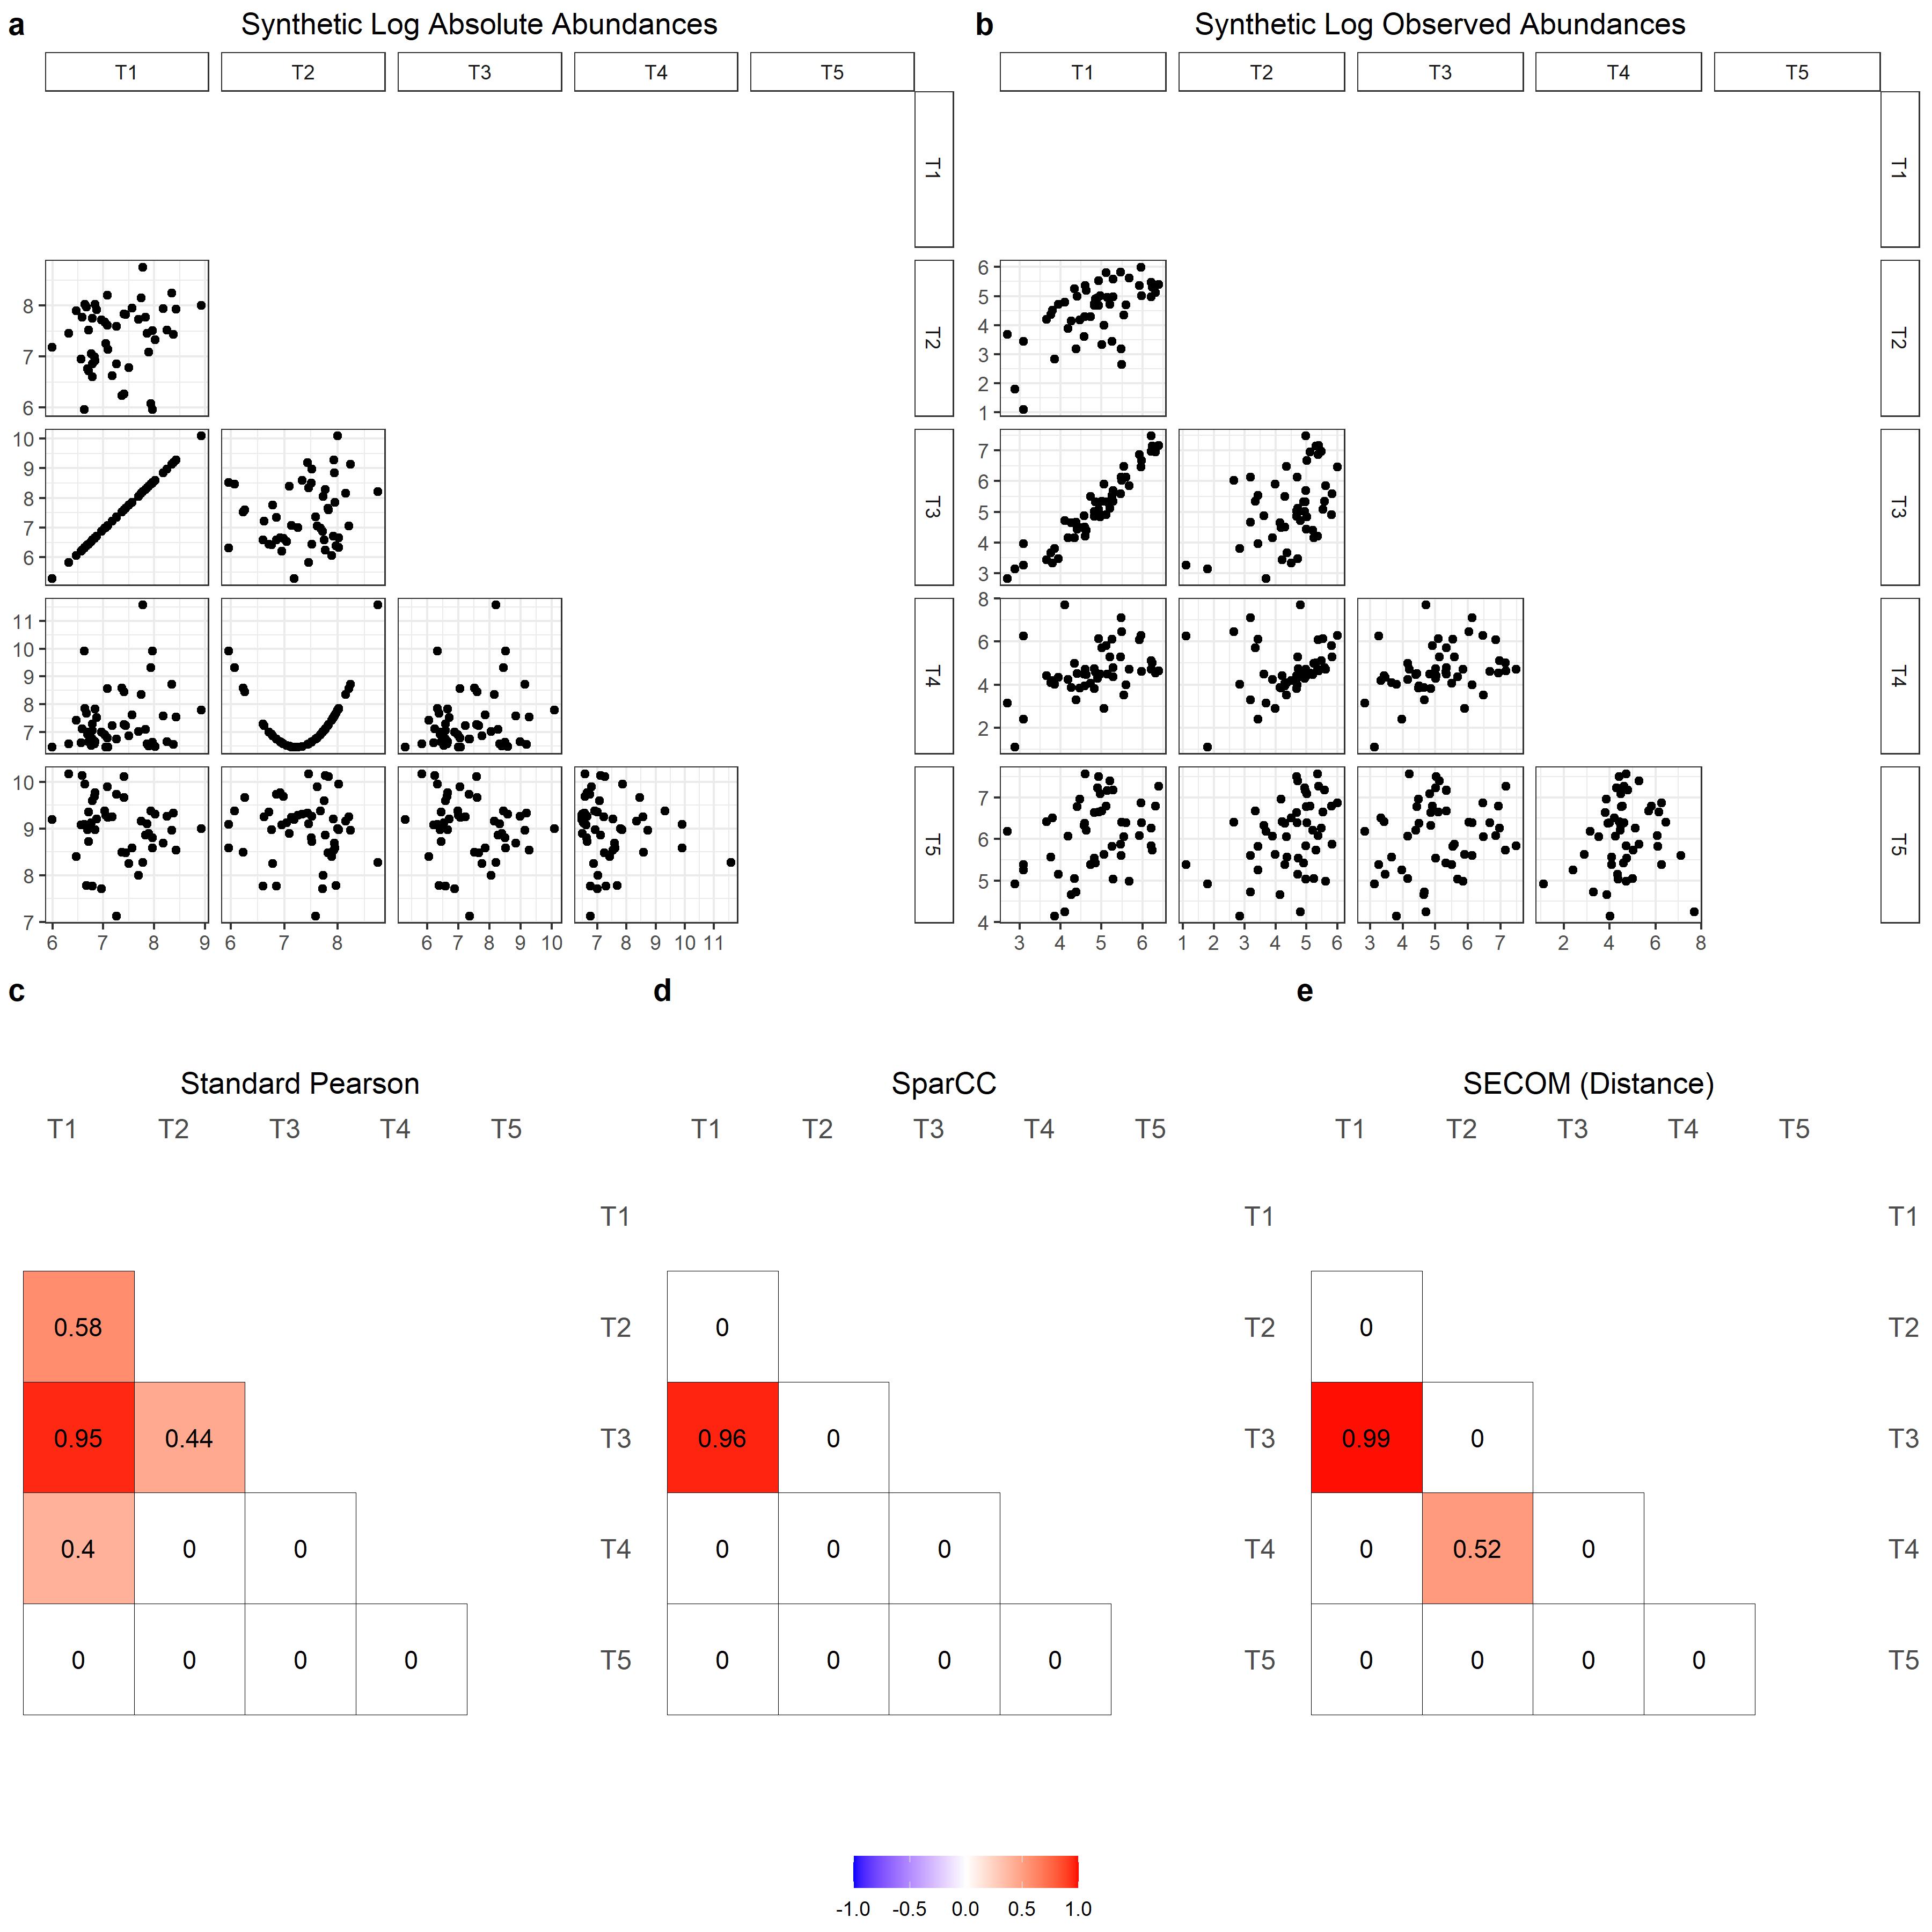 a Synthetic Log Absolute Abundances b Synthetic Log Observed Abundances
T1 T2 T3 T4 T5 T1 T2 T3 T4 T5
T1 T1
8 7 6 T2 6 5 4 3 2 1 T2
10 9 8 7 6 T3 7 6 5 4 3 T3
11 10 9 8 7 T4 8 6 4 2 T4
10 9 8 7 T5 7 6 5 4 T5
6 7 8 9 6 7 8 6 7 8 9 10 7 8 9 10 11 3 4 5 6 1 2 3 4 5 6 3 4 5 6 7 2 4 6 8
c d e
Standard Pearson SparCC SECOM (Distance)
T1 T2 T3 T4 T5 T1 T2 T3 T4 T5 T1 T2 T3 T4 T5
T1 T1 T1
0.58 T2 0 T2 0 T2
0.95 0.44 T3 0.96 0 T3 0.99 0 T3
0.4 0 0 T4 0 0 0 T4 0 0.52 0 T4
0 0 0 0 T5 0 0 0 0 T5 0 0 0 0 T5
-1.0 -0.5 0.0 0.5 1.0